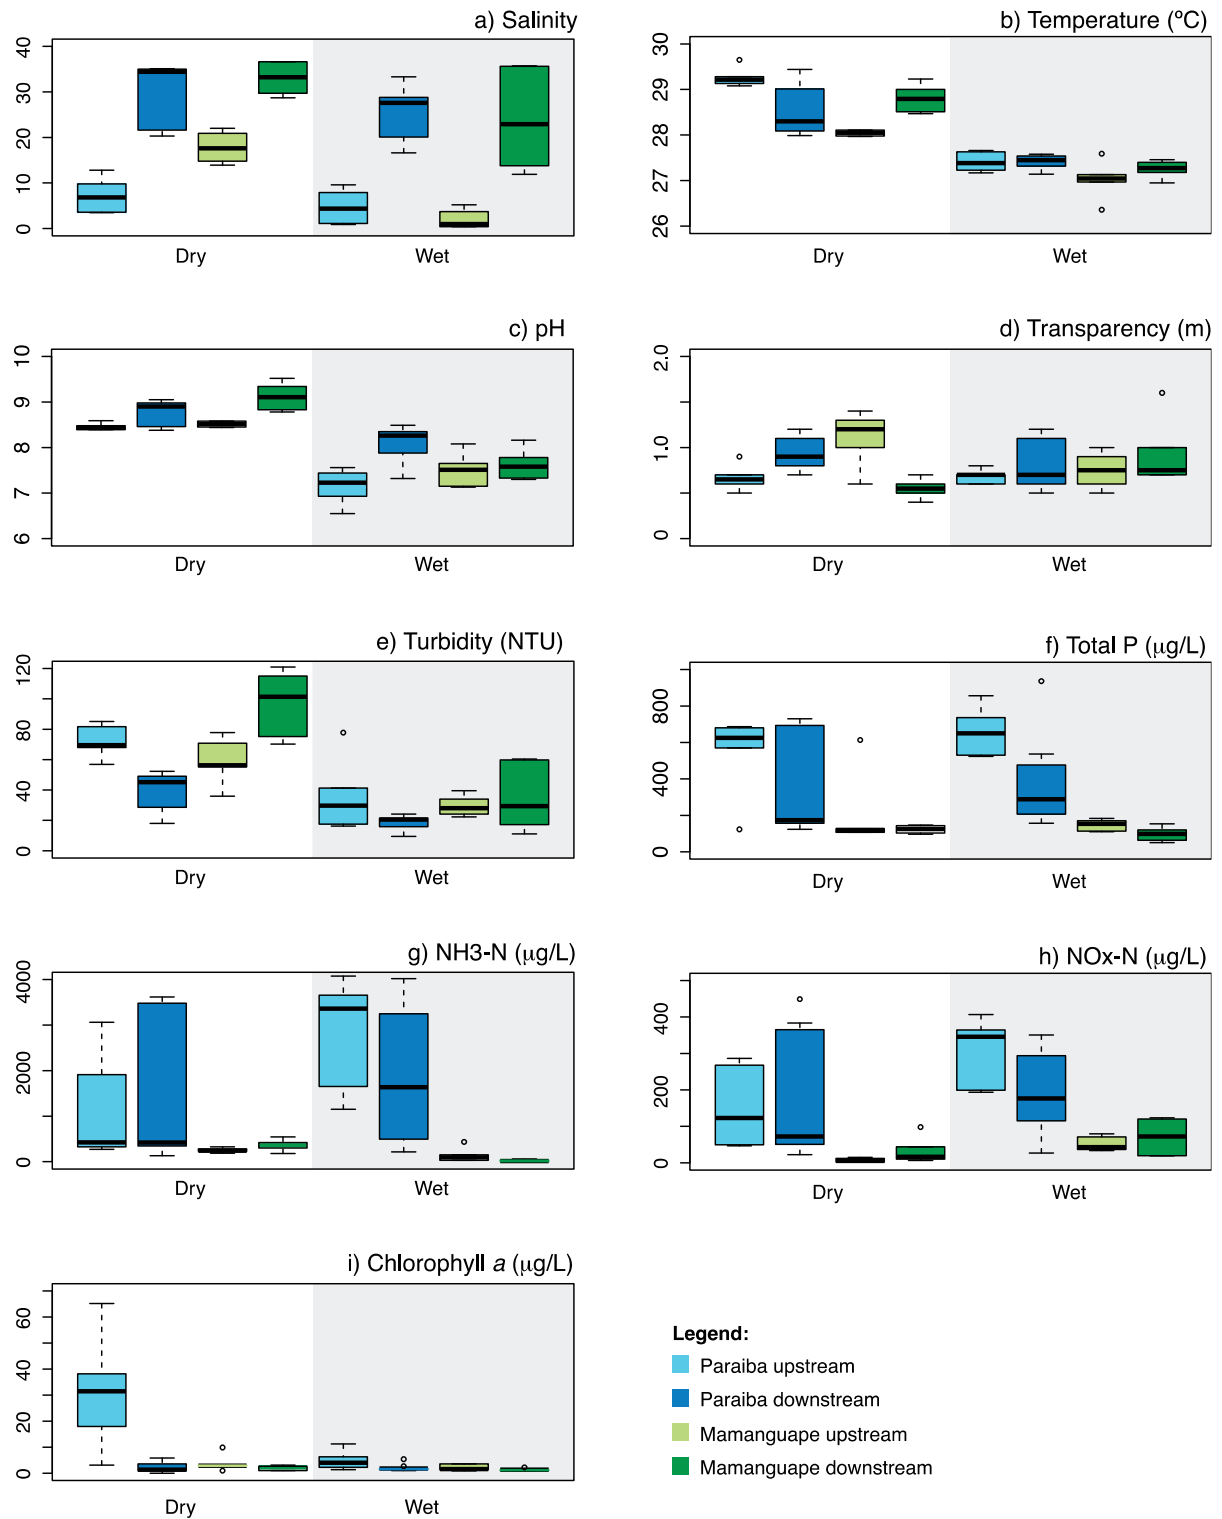 a) Salinity
40
30
20
10
0
Dry
Wet
b) Temperature (ºC)
30
29
28
27
26
Dry
Wet
c) pH
10
9
8
7
6
Dry
Wet
d) Transparency (m)
2.0
1.0
0
Dry
Wet
e) Turbidity (NTU)
120
80
40
0
Dry
Wet
f) Total P (μg/L)
800
400
0
Dry
Wet
g) NH3-N (μg/L)
4000
2000
0
Dry
Wet
h) NOx-N (μg/L)
400
200
0
Dry
Wet
i) Chlorophyll a (μg/L)
60
40
20
0
Dry
Wet
Legend:
Paraiba upstream
Paraiba downstream
Mamanguape upstream
Mamanguape downstream